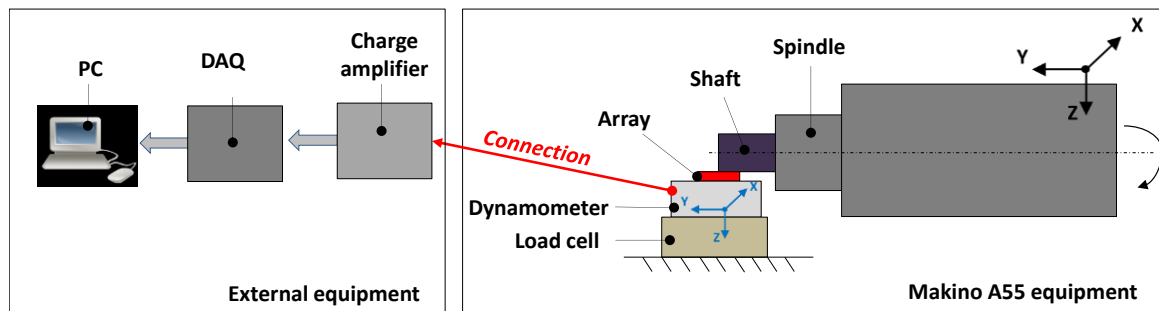 PC
DAQ
Charge
amplifier
Connection
External equipment
Spindle
Shaft
Array
Dynamometer
Load cell
X
Y
Z
X
Y
Z
Makino A55 equipment